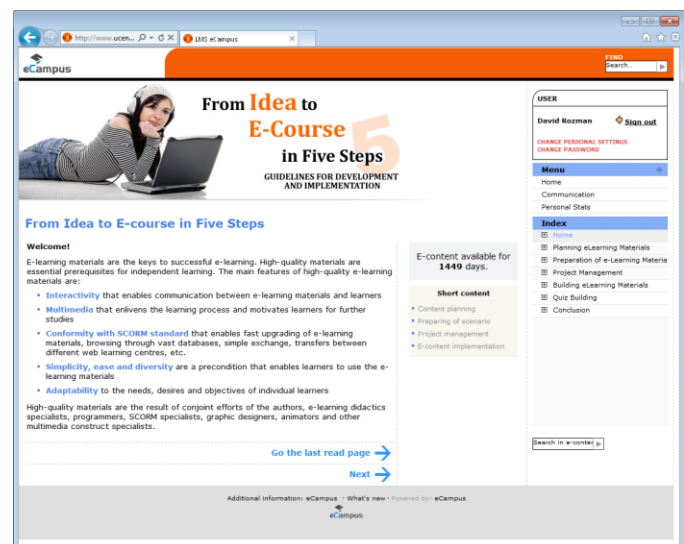 http://www.ucen...
LMS eCampus
eCampus
FIND
Search..
From Idea to
E-Course 5
in Five Steps
GUIDELINES FOR DEVELOPMENT
AND IMPLEMENTATION
USER
David Rozman
Sign out
CHANGE PERSONAL SETTINGS
CHANGE PASSWORD
Menu
Home
Communication
Personal Stats
Index
Home
Planning eLearning Materials
Preparation of e-Learning Materia
Project Management
Building eLearning Materials
Quiz Building
Conclusion
Search in e-conter
From Idea to E-course in Five Steps
Welcome!
E-learning materials are the keys to successful e-learning. High-quality materials are
essential prerequisites for independent learning. The main features of high-quality e-learning
materials are:
• Interactivity that enables communication between e-learning materials and learners
• Multimedia that enlivens the learning process and motivates learners for further
studies
• Conformity with SCORM standard that enables fast upgrading of e-learning
materials, browsing through vast databases, simple exchange, transfers between
different web learning centres, etc.
• Simplicity, ease and diversity are a precondition that enables learners to use the e-
learning materials
• Adaptability to the needs, desires and objectives of individual learners
High-quality materials are the result of conjoint efforts of the authors, e-learning didactics
specialists, programmers, SCORM specialists, graphic designers, animators and other
multimedia construct specialists.
Go the last read page
Next
E-content available for
1449 days.
Short content
• Content planning
• Preparing of scenario
• Project management
• E-content implementation
Additional information: eCampus · What's new · Powered by: eCampus
eCampus